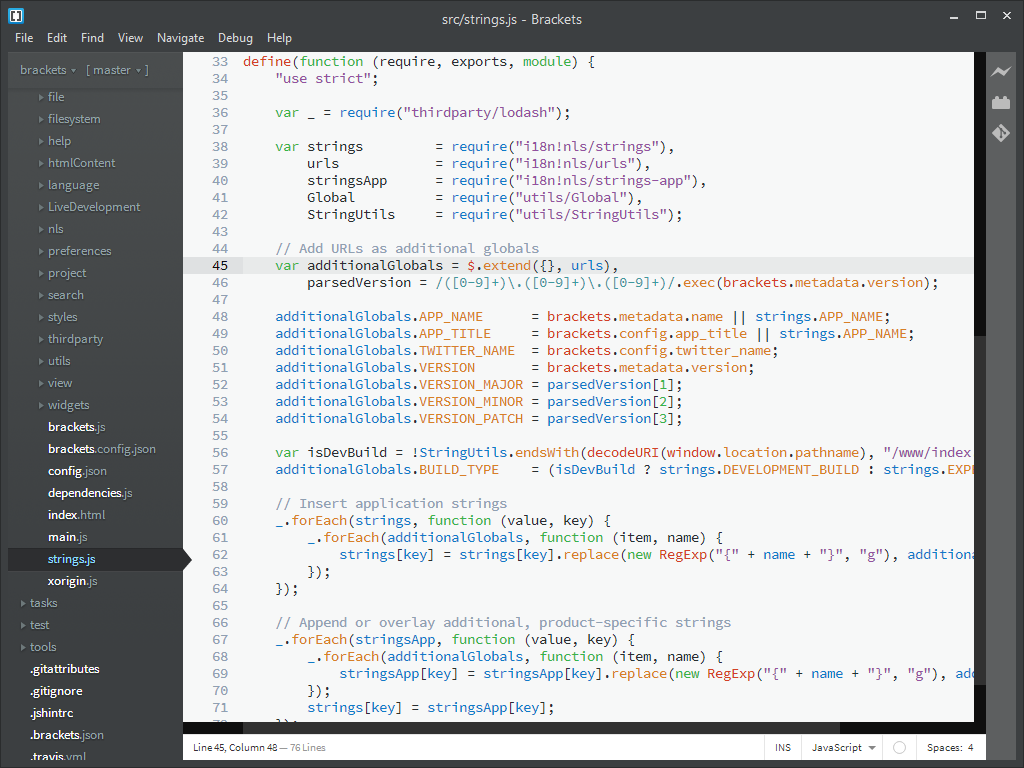 src/strings.js - Brackets
File Edit Find View Navigate Debug Help
brackets [ master ]
file
filesystem
help
htmlContent
language
LiveDevelopment
nls
preferences
project
search
styles
thirdparty
utils
view
widgets
brackets.js
brackets.config.json
config.json
dependencies.js
index.html
main.js
strings.js
xorigin.js
tasks
test
tools
.gitattributes
.gitignore
.jshintrc
.brackets.json
.travis.yml
33 define(function (require, exports, module) {
34     "use strict";
35
36     var _ = require("thirdparty/lodash");
37
38     var strings         = require("i18n!nls/strings"),
39         urls            = require("i18n!nls/urls"),
40         stringsApp      = require("i18n!nls/strings-app"),
41         Global          = require("utils/Global"),
42         StringUtils     = require("utils/StringUtils");
43
44     // Add URLs as additional globals
45     var additionalGlobals = $.extend({}, urls),
46         parsedVersion = /([0-9]+)\.([0-9]+)\.([0-9]+)/.exec(brackets.metadata.version);
47
48     additionalGlobals.APP_NAME      = brackets.metadata.name || strings.APP_NAME;
49     additionalGlobals.APP_TITLE     = brackets.config.app_title || strings.APP_NAME;
50     additionalGlobals.TWITTER_NAME  = brackets.config.twitter_name;
51     additionalGlobals.VERSION       = brackets.metadata.version;
52     additionalGlobals.VERSION_MAJOR = parsedVersion[1];
53     additionalGlobals.VERSION_MINOR = parsedVersion[2];
54     additionalGlobals.VERSION_PATCH = parsedVersion[3];
55
56     var isDevBuild = !StringUtils.endsWith(decodeURI(window.location.pathname), "/www/index
57     additionalGlobals.BUILD_TYPE    = (isDevBuild ? strings.DEVELOPMENT_BUILD : strings.EXP
58
59     // Insert application strings
60     _.forEach(strings, function (value, key) {
61         _.forEach(additionalGlobals, function (item, name) {
62             strings[key] = strings[key].replace(new RegExp("{" + name + "}", "g"), additiona
63         });
64     });
65
66     // Append or overlay additional, product-specific strings
67     _.forEach(stringsApp, function (value, key) {
68         _.forEach(additionalGlobals, function (item, name) {
69             stringsApp[key] = stringsApp[key].replace(new RegExp("{" + name + "}", "g"), add
70         });
71         strings[key] = stringsApp[key];
72     });
Line 45, Column 48 — 76 Lines
INS JavaScript Spaces: 4